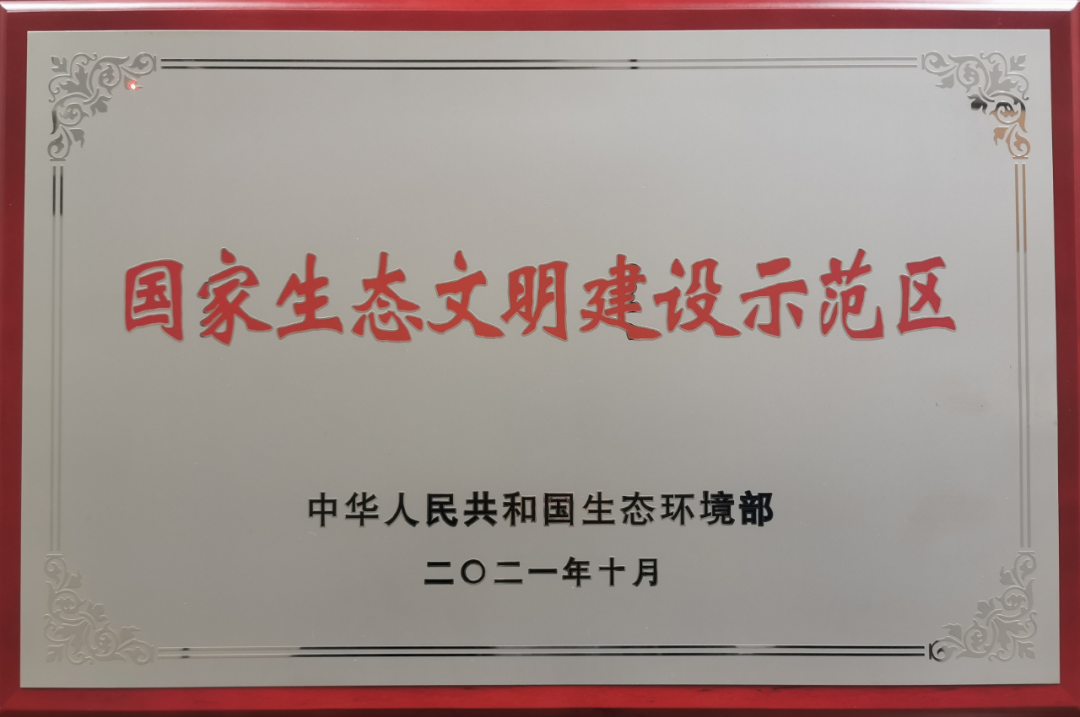 国家生态文明建设示范区
中华人民共和国生态环境部
二〇二一年十月